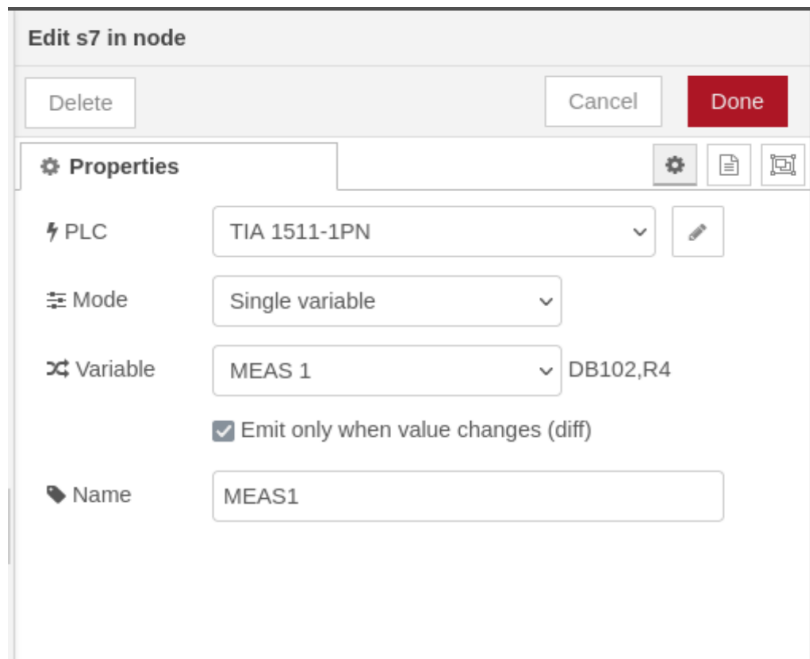 Edit s7 in node
Delete Cancel Done
Properties
PLC TIA 1511-1PN
Mode Single variable
Variable MEAS 1 DB102,R4
Emit only when value changes (diff)
Name MEAS1